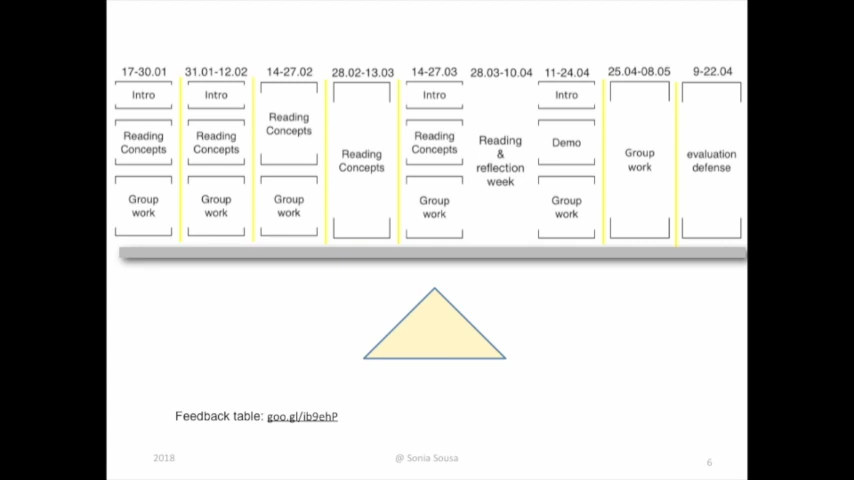 17-30.01
31.01-12.02
14-27.02
28.02-13.03
14-27.03
28.03-10.04
11-24.04
25.04-08.05
9-22.04
Intro
Reading
Concepts
Group
work
Intro
Reading
Concepts
Group
work
Reading
Concepts
Group
work
Reading
Concepts
Intro
Reading
Concepts
Group
work
Reading
&
reflection
week
Intro
Demo
Group
work
Group
work
evaluation
defense
Feedback table: goo.gl/ib9ehP
2018
@ Sonia Sousa
6